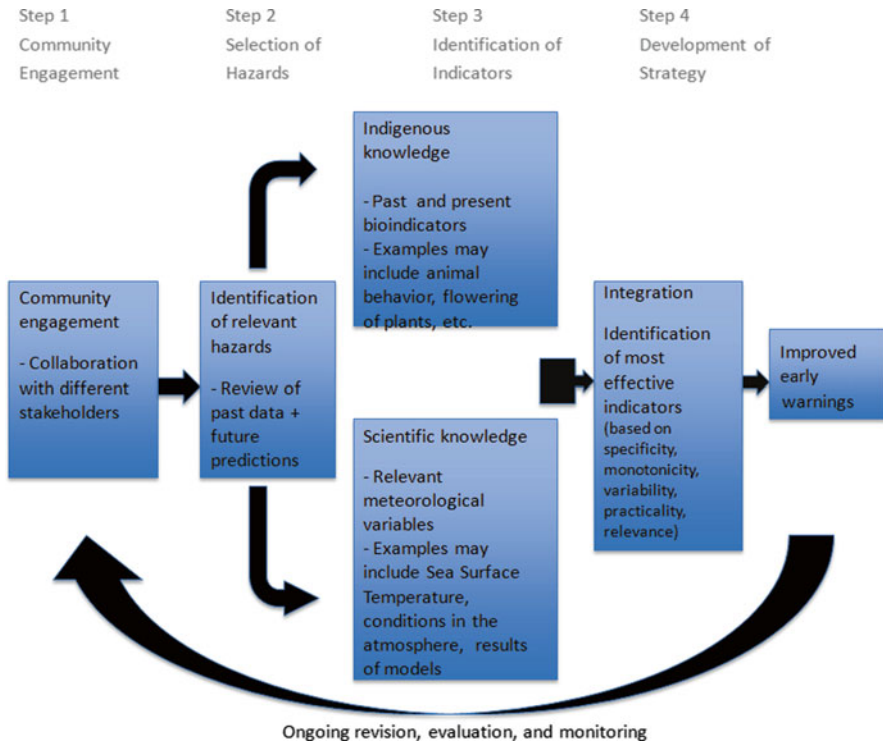 Step 1
Community
Engagement
Step 2
Selection of
Hazards
Step 3
Identification of
Indicators
Step 4
Development of
Strategy
Community
engagement
- Collaboration
with different
stakeholders
Identification
of relevant
hazards
- Review of
past data +
future
predictions
Indigenous
knowledge
- Past and present
bioindicators
- Examples may
include animal
behavior, flowering
of plants, etc.
Scientific knowledge
- Relevant
meteorological
variables
- Examples may
include Sea Surface
Temperature,
conditions in the
atmosphere, results
of models
Integration
Identification
of most
effective
indicators
(based on
specificity,
monotonicity,
variability,
practicality,
relevance)
Improved
early
warnings
Ongoing revision, evaluation, and monitoring